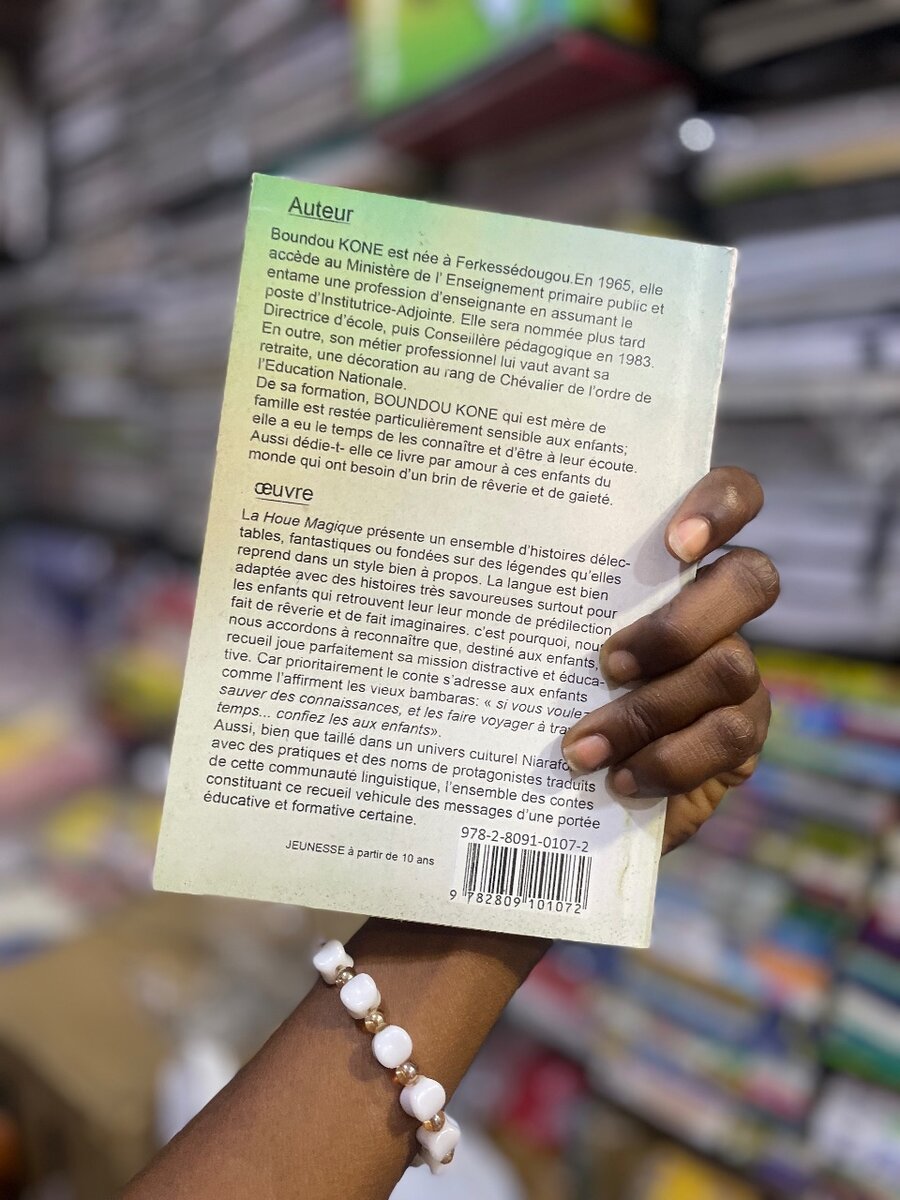 Auteur
Boundou KONE est née à Ferkessédougou.En 1965, elle
accède au Ministère de l' Enseignement primaire public et
entame une profession d'enseignante en assumant le
poste d'Institutrice-Adjointe. Elle sera nommée plus tard
Directrice d'école, puis Conseillère pédagogique en 1983.
En outre, son métier professionnel lui vaut avant sa
retraite, une décoration au rang de Chévalier de l'ordre de
l'Education Nationale.
De sa formation, BOUNDOU KONE qui est mère de
famille est restée particulièrement sensible aux enfants;
elle a eu le temps de les connaître et d'être à leur écoute.
Aussi dédie-t- elle ce livre par amour à ces enfants du
monde qui ont besoin d'un brin de rêverie et de gaieté.
œuvre
La Houe Magique présente un ensemble d'histoires délec-
tables, fantastiques ou fondées sur des légendes qu'elles
reprend dans un style bien à propos. La langue est bien
adaptée avec des histoires très savoureuses surtout pour
les enfants qui retrouvent leur leur monde de prédilection
fait de rêverie et de fait imaginaires. c'est pourquoi, nous
nous accordons à reconnaître que, destiné aux enfants,
recueil joue parfaitement sa mission distractive et éduca-
tive. Car prioritairement le conte s'adresse aux enfants
comme l'affirment les vieux bambaras: « si vous voulez
sauver des connaissances, et les faire voyager à
temps... confiez les aux enfants».
Aussi, bien que taillé dans un univers culturel
avec des pratiques et des noms de protagonistes traduits
de cette communauté linguistique, l'ensemble des contes
constituant ce recueil vehicule des messages d'une portée
éducative et formative certaine.
JEUNESSE à partir de 10 ans
978-2-8091-0107-2
9 782809 101072